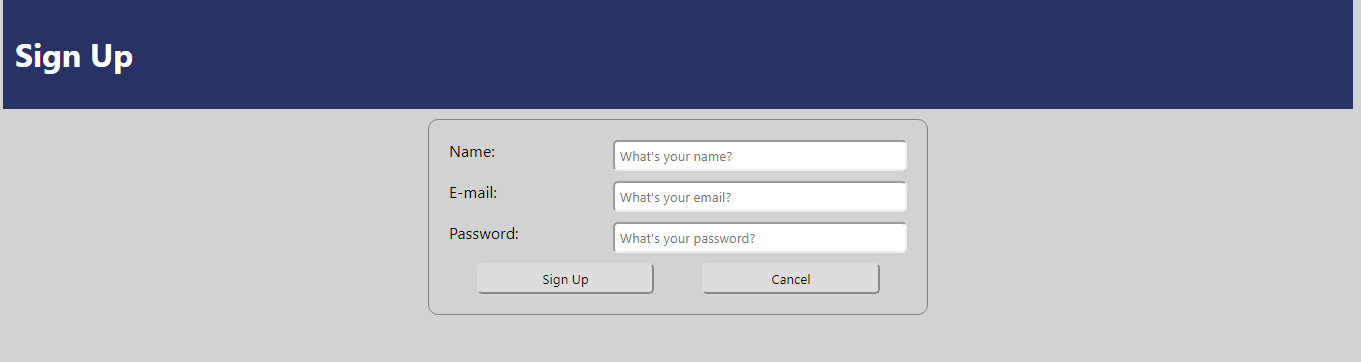 Sign Up
Name: What's your name?
E-mail: What's your email?
Password: What's your password?
Sign Up Cancel